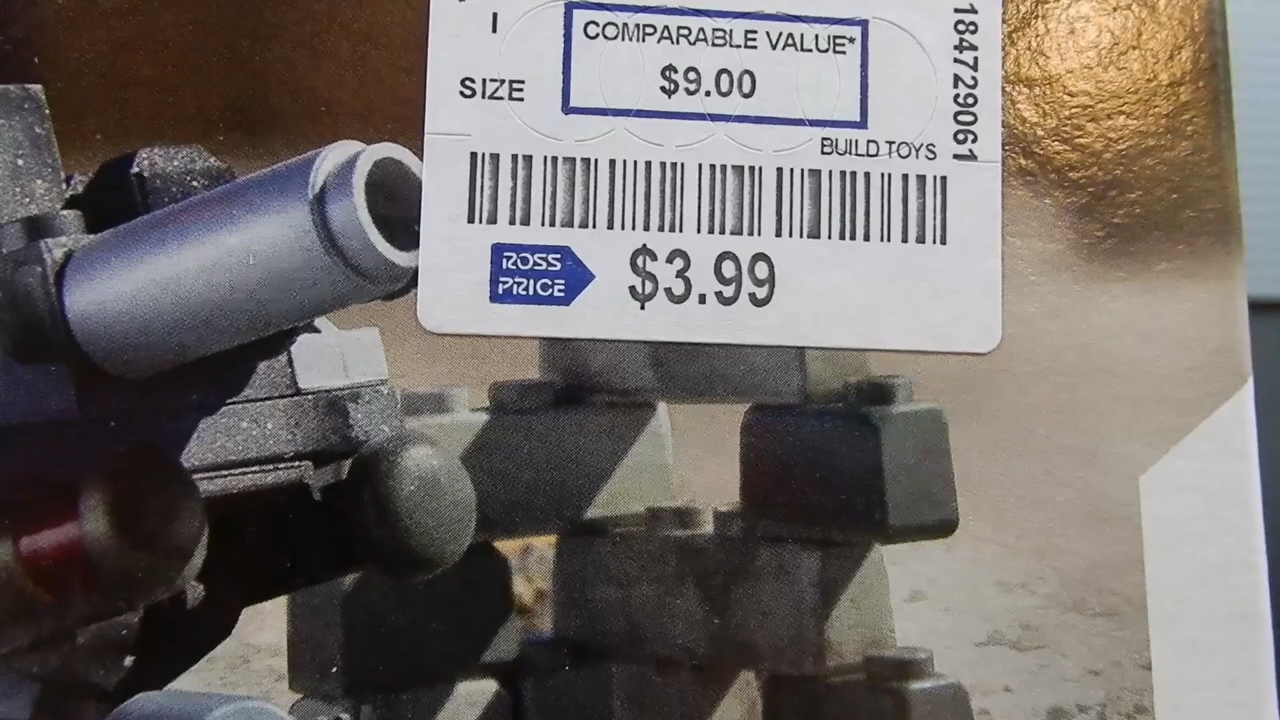 I
COMPARABLE VALUE*
$9.00
SIZE
BUILD TOYS
184729061
ROSS
PRICE
$3.99